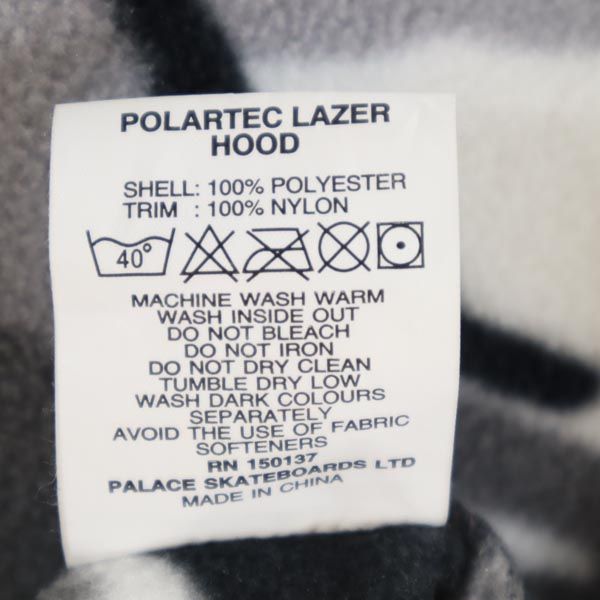 POLARTEC LAZER
HOOD
SHELL: 100% POLYESTER
TRIM : 100% NYLON
40°
MACHINE WASH WARM
WASH INSIDE OUT
DO NOT BLEACH
DO NOT IRON
DO NOT DRY CLEAN
TUMBLE DRY LOW
WASH DARK COLOURS
SEPARATELY
AVOID THE USE OF FABRIC
SOFTENERS
RN 150137
PALACE SKATEBOARDS LTD
MADE IN CHINA